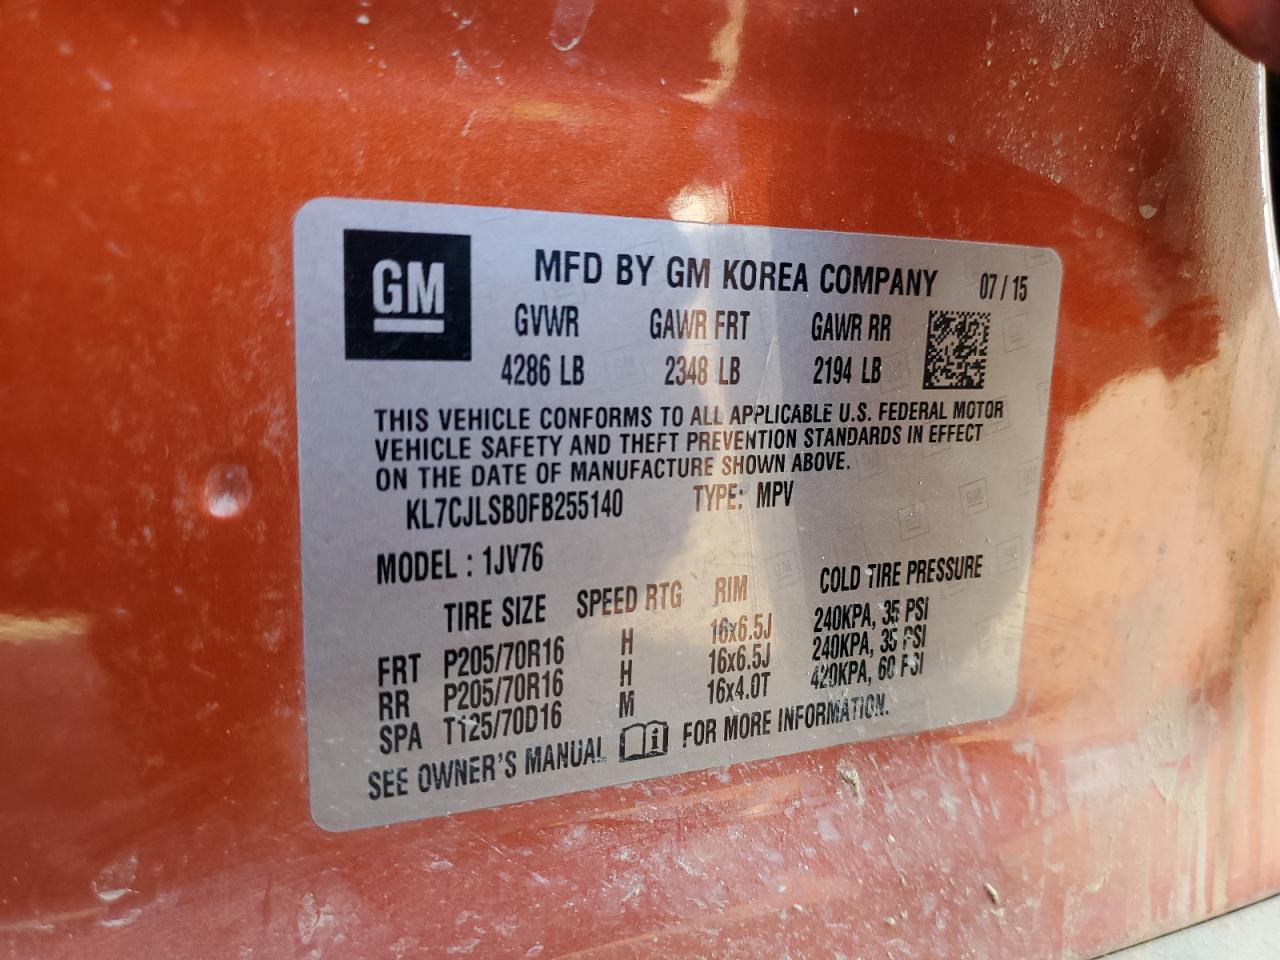 GM
MFD BY GM KOREA COMPANY 07/15
GVWR GAWR FRT GAWR RR
4286 LB 2348 LB 2194 LB
THIS VEHICLE CONFORMS TO ALL APPLICABLE U.S. FEDERAL MOTOR
VEHICLE SAFETY AND THEFT PREVENTION STANDARDS IN EFFECT
ON THE DATE OF MANUFACTURE SHOWN ABOVE.
KL7CJLSB0FB255140 TYPE: MPV
MODEL : 1JV76
TIRE SIZE SPEED RTG RIM COLD TIRE PRESSURE
FRT P205/70R16 H 16x6.5J 240KPA, 35 PSI
RR P205/70R16 H 16x6.5J 240KPA, 35 PSI
SPA T125/70D16 M 16x4.0T 420KPA, 60 PSI
SEE OWNER'S MANUAL i FOR MORE INFORMATION.